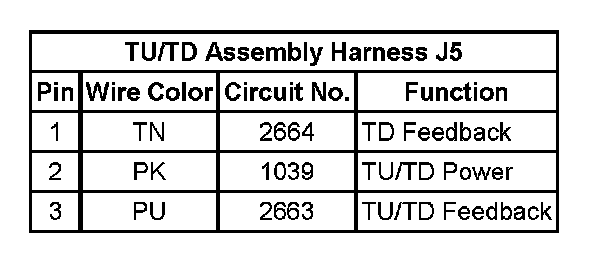 TU/TD Assembly Harness J5
Pin Wire Color Circuit No. Function
1 TN 2664 TD Feedback
2 PK 1039 TU/TD Power
3 PU 2663 TU/TD Feedback